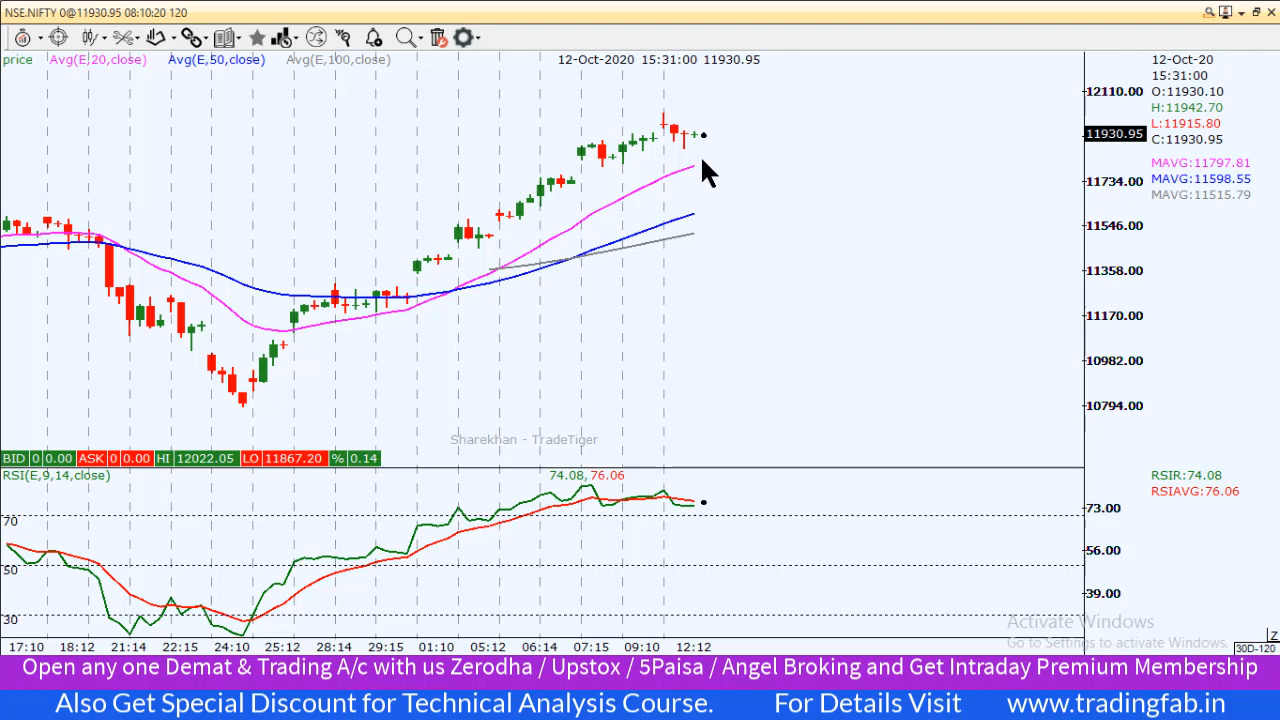 NSE.NIFTY 0@11930.95 08:10:20 120
price Avg(E,20,close) Avg(E,50,close) Avg(E,100,close) 12-Oct-2020 15:31:00 11930.95
12-Oct-20
15:31:00
O:11930.10
H:11942.70
L:11915.80
C:11930.95
MAVG:11797.81
MAVG:11598.55
MAVG:11515.79
12110.00
11930.95
11734.00
11546.00
11358.00
11170.00
10982.00
10794.00
Sharekhan - TradeTiger
BID 0 0.00 ASK 0 0.00 HI 12022.05 LO 11867.20 % 0.14
RSI(E,9,14,close) 74.08, 76.06
RSIR:74.08
RSIAVG:76.06
73.00
56.00
39.00
70
50
30
Activate Windows
Go to Settings to activate Windows.
Z
17:10 18:12 21:14 22:15 24:10 25:12 28:14 29:15 01:10 05:12 06:14 07:15 09:10 12:12 30D-120
Open any one Demat & Trading A/c with us Zerodha / Upstox / 5Paisa / Angel Broking and Get Intraday Premium Membership
Also Get Special Discount for Technical Analysis Course. For Details Visit www.tradingfab.in